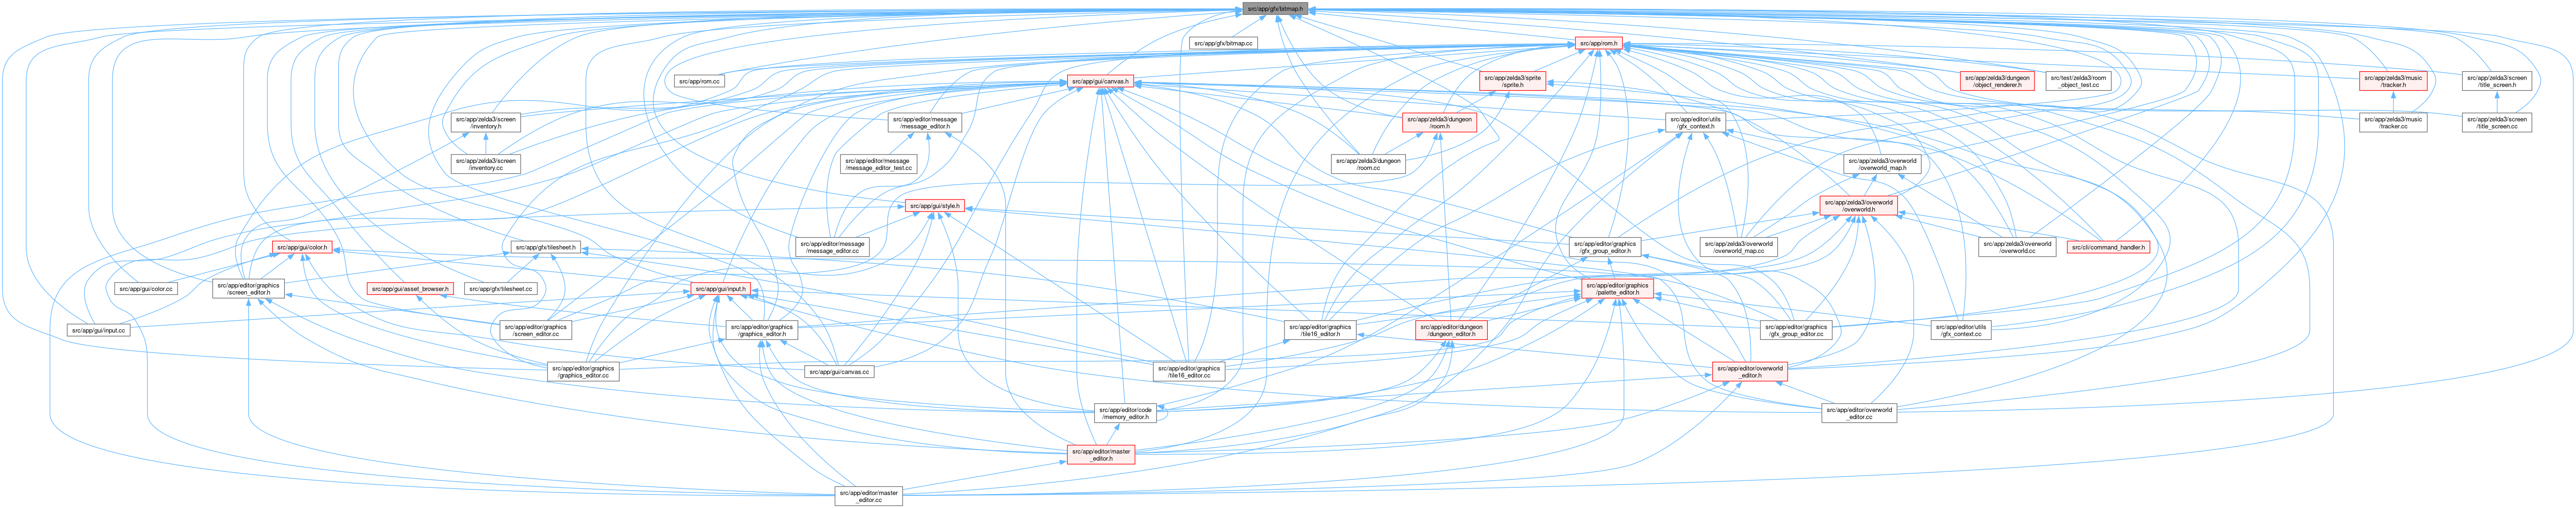 src/app/gfx/bitmap.h
src/app/gfx/bitmap.cc
src/app/rom.h
src/app/rom.cc
src/app/gui/canvas.h
src/app/zelda3/sprite
/sprite.h
src/app/zelda3/dungeon
/object_renderer.h
src/test/zelda3/room
_object_test.cc
src/app/zelda3/music
/tracker.h
src/app/zelda3/screen
/title_screen.h
src/app/zelda3/screen
/inventory.h
src/app/editor/message
/message_editor.h
src/app/zelda3/dungeon
/room.h
src/app/editor/utils
/gfx_context.h
src/app/zelda3/music
/tracker.cc
src/app/zelda3/screen
/title_screen.cc
src/app/zelda3/screen
/inventory.cc
src/app/editor/message
/message_editor_test.cc
src/app/zelda3/dungeon
/room.cc
src/app/zelda3/overworld
/overworld_map.h
src/app/gui/style.h
src/app/zelda3/overworld
/overworld.h
src/app/gui/color.h
src/app/gfx/tilesheet.h
src/app/editor/message
/message_editor.cc
src/app/editor/graphics
/gfx_group_editor.h
src/app/zelda3/overworld
/overworld_map.cc
src/app/zelda3/overworld
/overworld.cc
src/cli/command_handler.h
src/app/gui/color.cc
src/app/editor/graphics
/screen_editor.h
src/app/gui/asset_browser.h
src/app/gfx/tilesheet.cc
src/app/gui/input.h
src/app/editor/graphics
/palette_editor.h
src/app/gui/input.cc
src/app/editor/graphics
/screen_editor.cc
src/app/editor/graphics
/graphics_editor.h
src/app/editor/graphics
/tile16_editor.h
src/app/editor/dungeon
/dungeon_editor.h
src/app/editor/graphics
/gfx_group_editor.cc
src/app/editor/utils
/gfx_context.cc
src/app/editor/graphics
/graphics_editor.cc
src/app/gui/canvas.cc
src/app/editor/graphics
/tile16_editor.cc
src/app/editor/overworld
_editor.h
src/app/editor/code
/memory_editor.h
src/app/editor/overworld
_editor.cc
src/app/editor/master
_editor.h
src/app/editor/master
_editor.cc